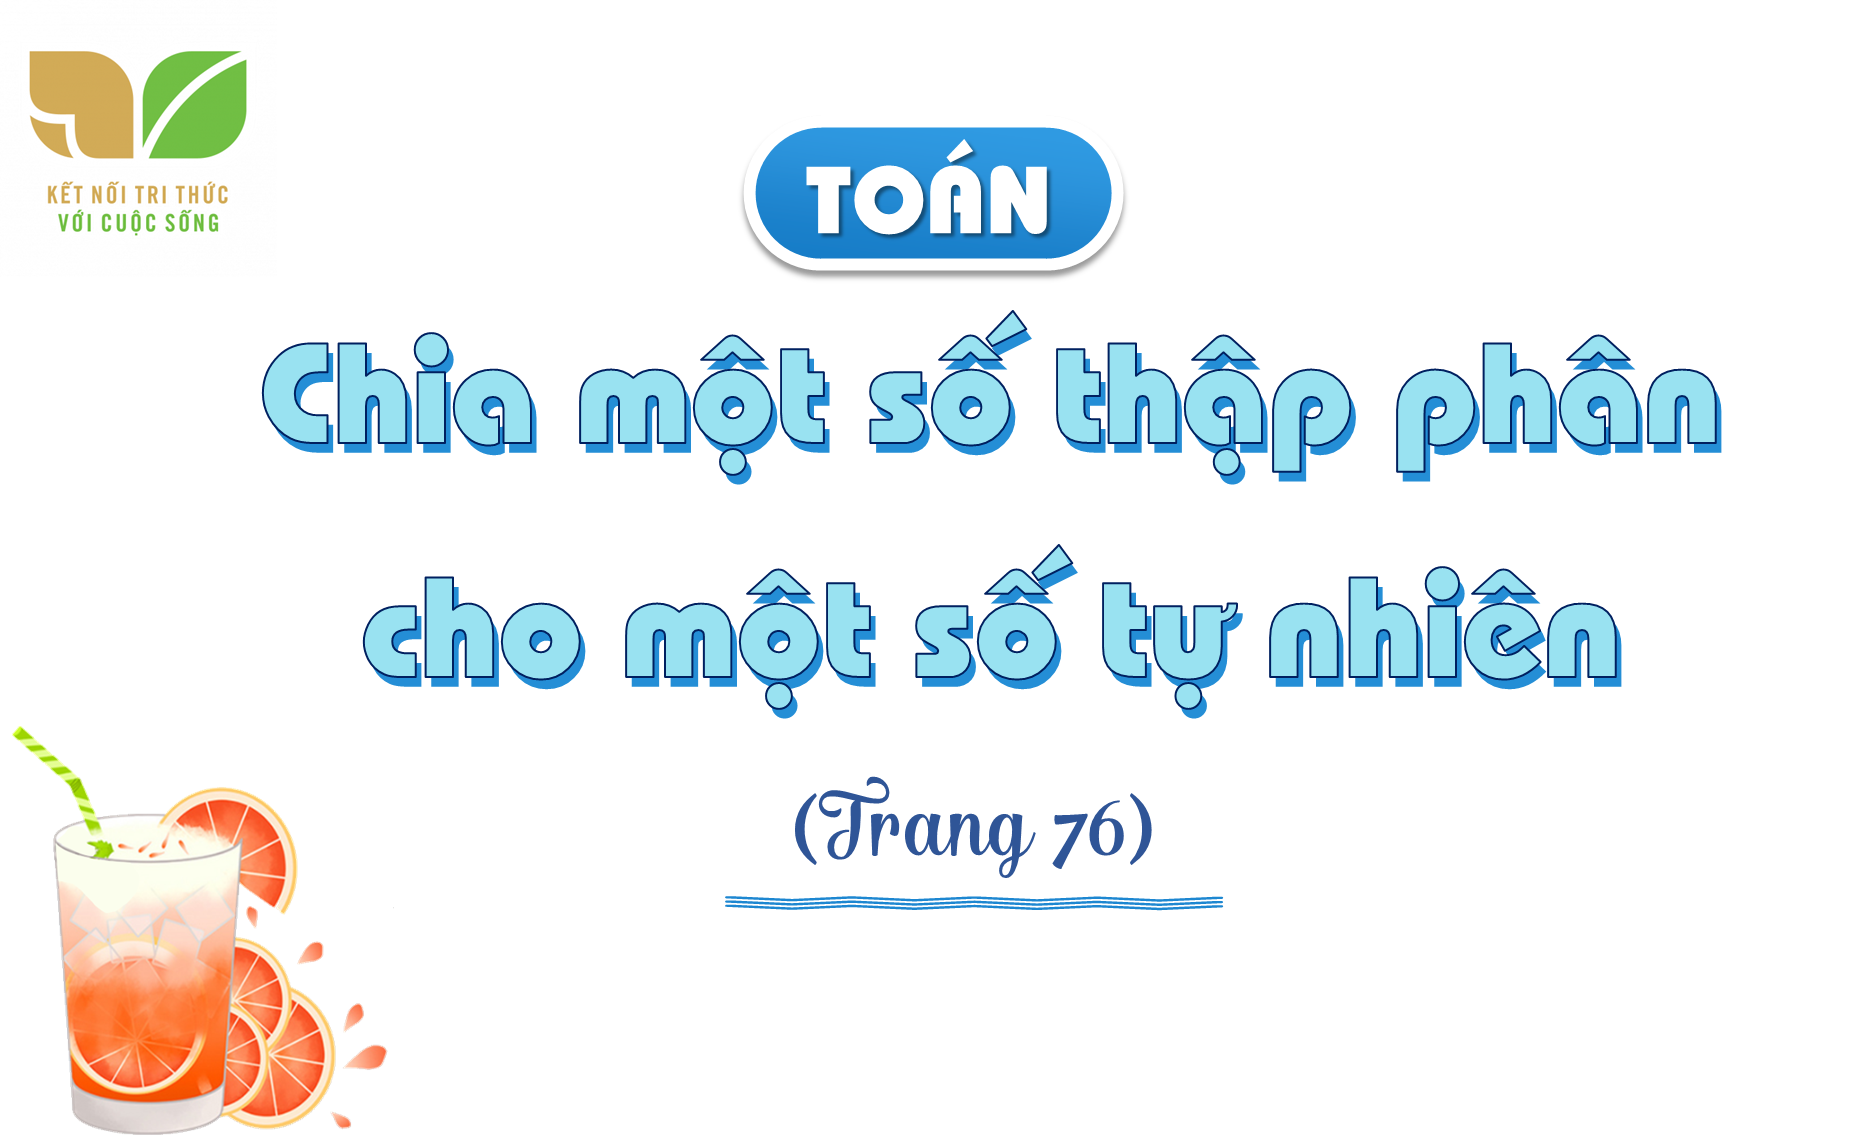 KẾT NỐI TRI THỨC
VỚI CUỘC SỐNG
TOÁN
Chia một số thập phân
cho một số tự nhiên
(Trang 76)